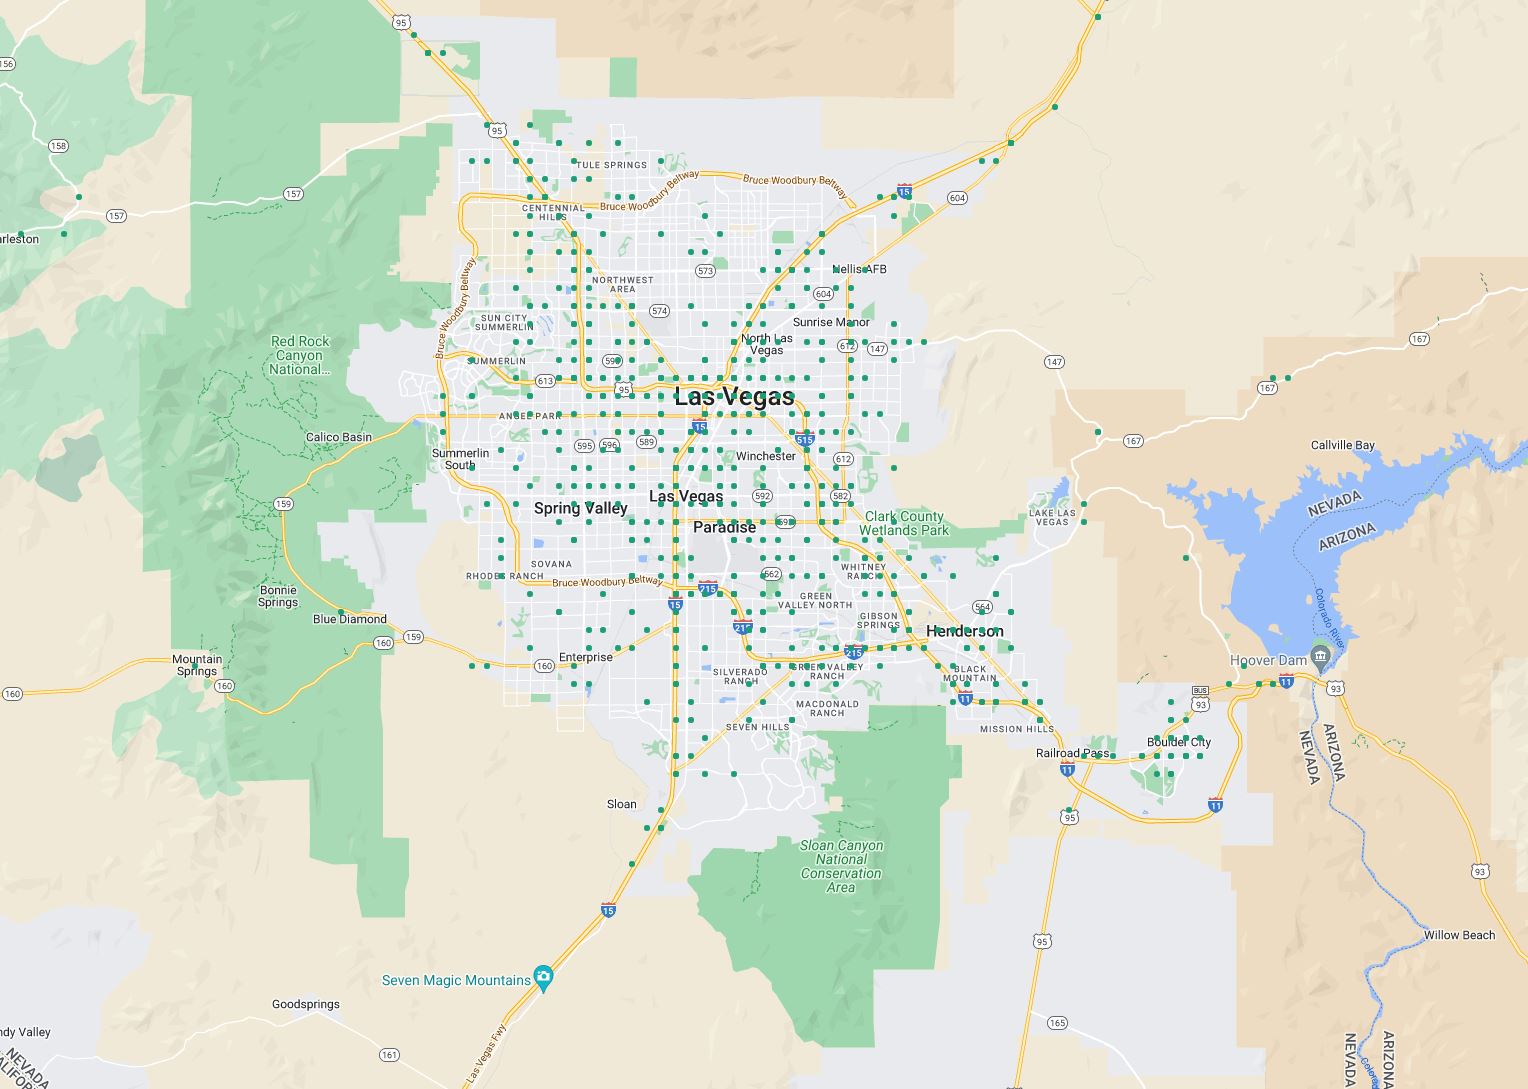 95
156
158
95
TULE SPRINGS
Bruce Woodbury Beltway
15
157
157
604
CENTENNIAL
HILLS
Bruce Woodbury Beltway
arleston
573
Nellis AFB
NORTHWEST
AREA
604
574
SUN CITY
SUMMERLIN
Sunrise Manor
Bruce Woodbury Beltway
Red Rock
Canyon
National...
North Las
Vegas
612
147
167
147
SUMMERLIN
613
95
167
Las Vegas
ANGEL PARK
15
Calico Basin
595
596
589
515
167
Callville Bay
Summerlin
South
Winchester
612
159
Las Vegas
592
582
NEVADA
Spring Valley
Paradise
592
Clark County
Wetlands Park
LAKE LAS
VEGAS
ARIZONA
SOVANA
RHODES RANCH
Bruce Woodbury Beltway
562
WHITNEY
RANCH
Bonnie
Springs
215
15
GREEN
VALLEY NORTH
564
Colorado River
Blue Diamond
GIBSON
SPRINGS
215
Henderson
159
160
215
Mountain
Springs
Enterprise
160
Hoover Dam
SILVERADO
RANCH
GREEN VALLEY
RANCH
BLACK
MOUNTAIN
160
160
11
93
BUS
93
11
MACDONALD
RANCH
SEVEN HILLS
MISSION HILLS
Boulder City
Railroad Pass
11
ARIZONA
NEVADA
Sloan
95
11
Sloan Canyon
National
Conservation
Area
93
15
95
Willow Beach
Seven Magic Mountains
Goodsprings
165
ndy Valley
Las Vegas Fwy
161
NEVADA
ALIFOR
NEVADA
ARIZONA